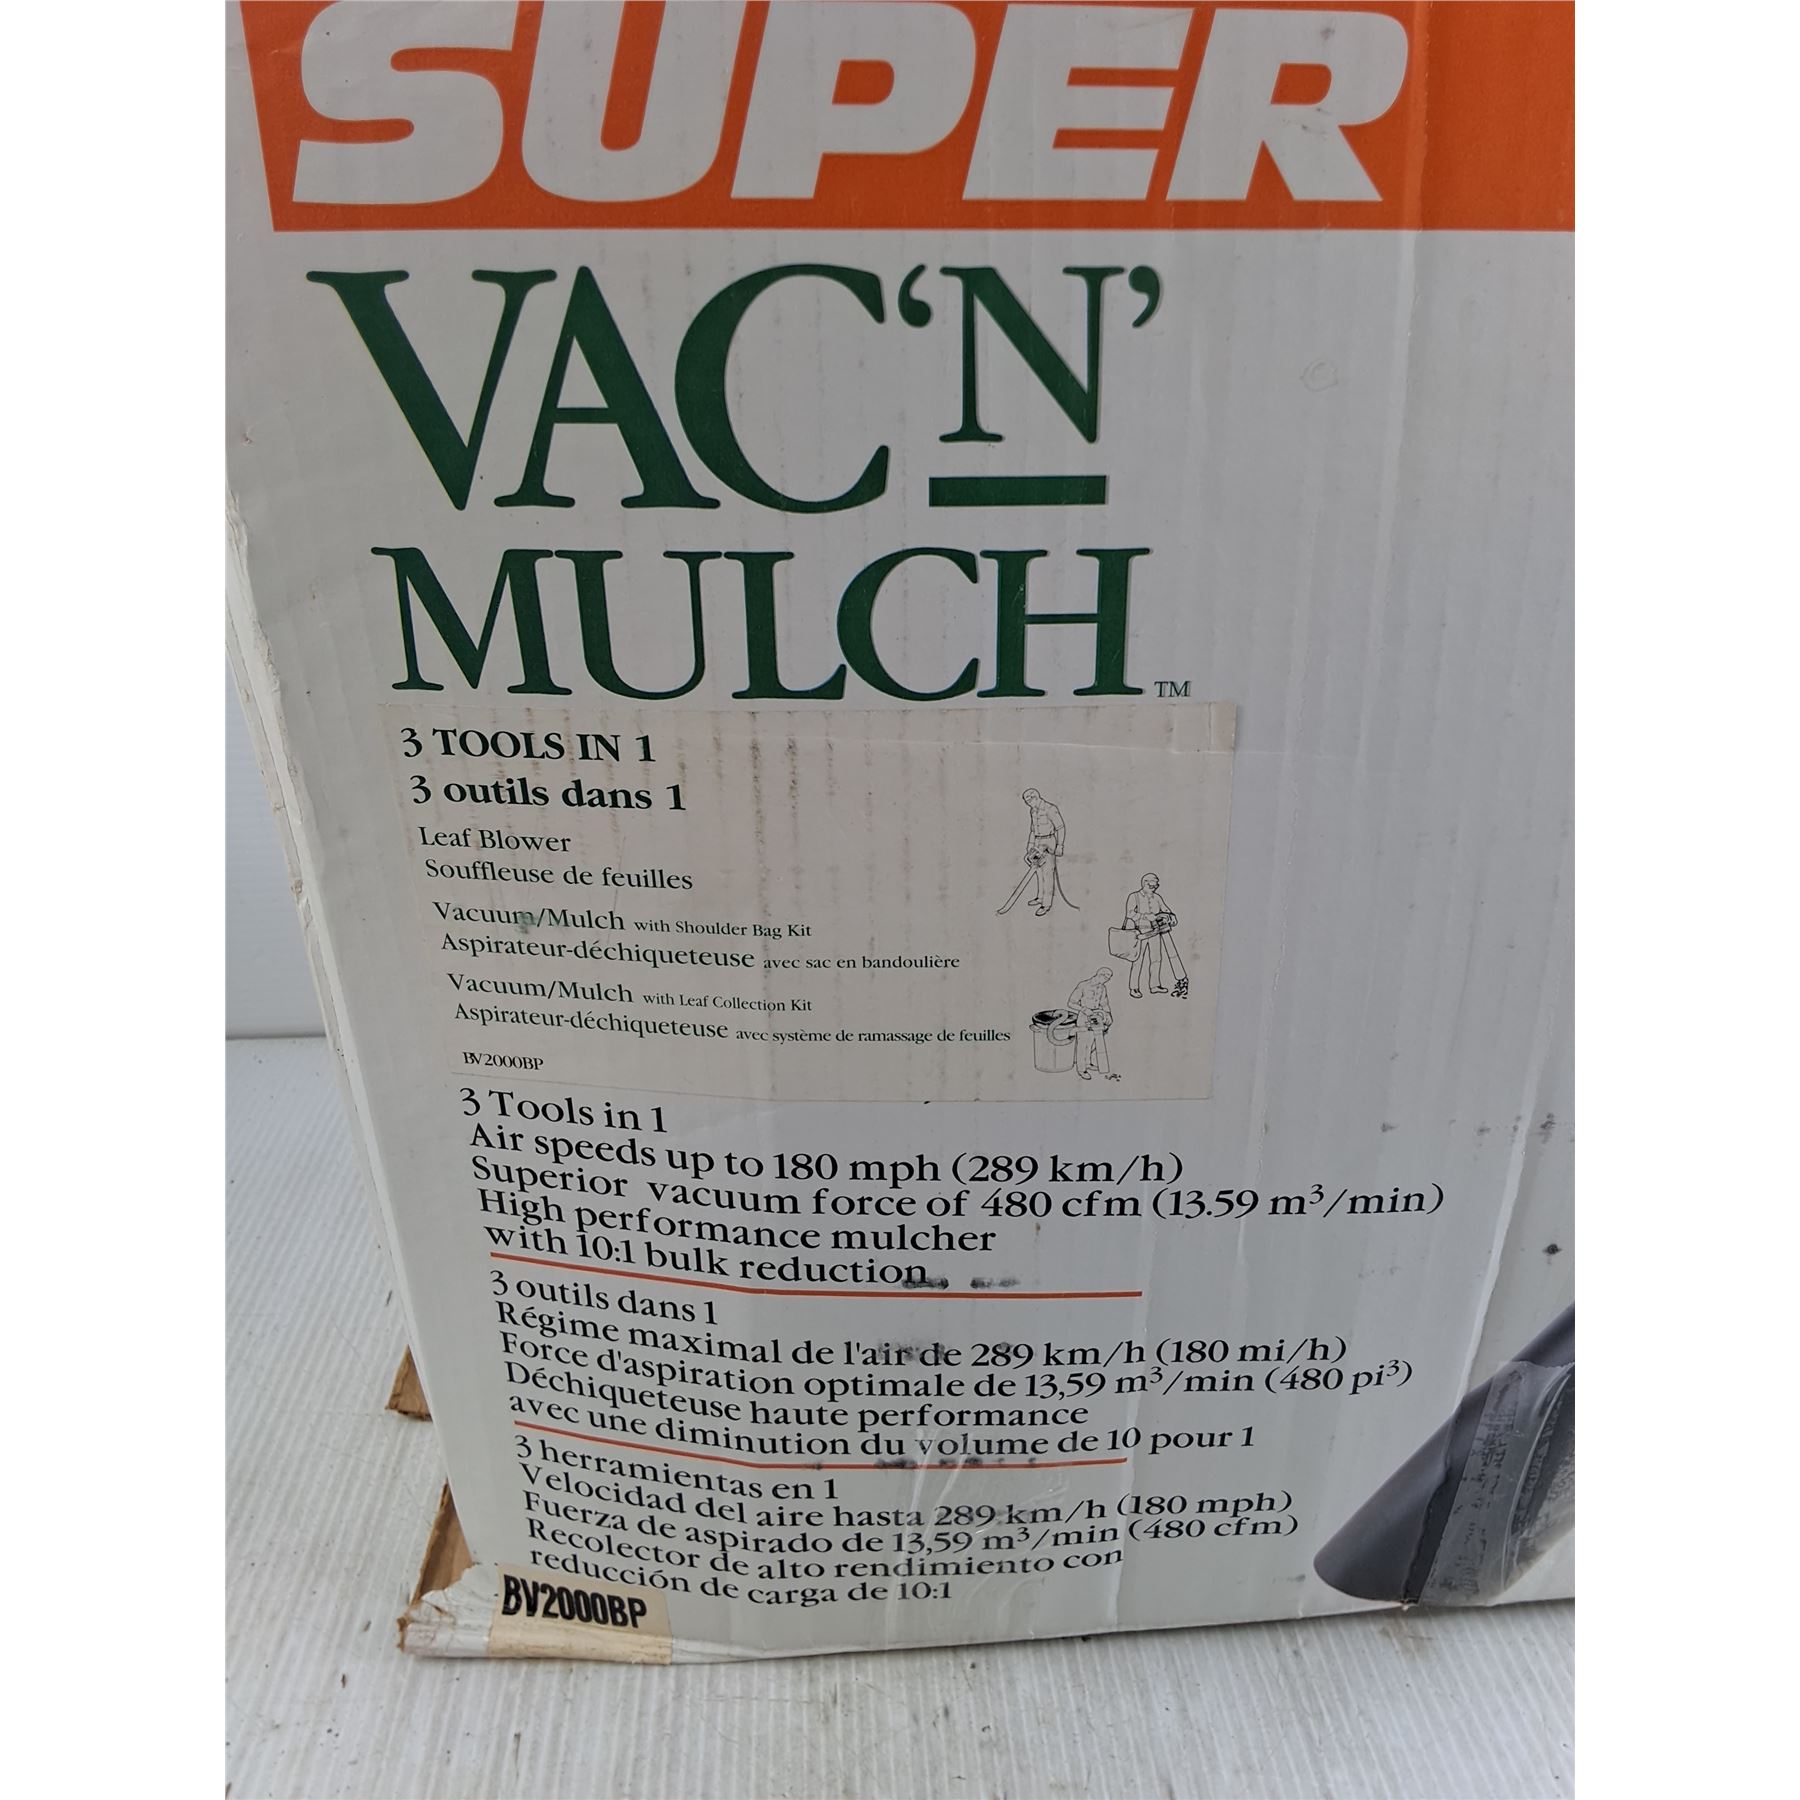 SUPER
VAC 'N'
MULCH™
3 TOOLS IN 1
3 outils dans 1
Leaf Blower
Souffleuse de feuilles
Vacuum/Mulch with Shoulder Bag Kit
Aspirateur-déchiqueteuse avec sac en bandoulière
Vacuum/Mulch with Leaf Collection Kit
Aspirateur-déchiqueteuse avec système de ramassage de feuilles
BV2000BP
3 Tools in 1
Air speeds up to 180 mph (289 km/h)
Superior vacuum force of 480 cfm (13.59 m³/min)
High performance mulcher
with 10:1 bulk reduction
3 outils dans 1
Régime maximal de l'air de 289 km/h (180 mi/h)
Force d'aspiration optimale de 13,59 m³/min (480 pi³)
Déchiqueteuse haute performance
avec une diminution du volume de 10 pour 1
3 herramientas en 1
Velocidad del aire hasta 289 km/h (180 mph)
Fuerza de aspirado de 13,59 m³/min (480 cfm)
Recolector de alto rendimiento con
reducción de carga de 10:1
BV2000BP